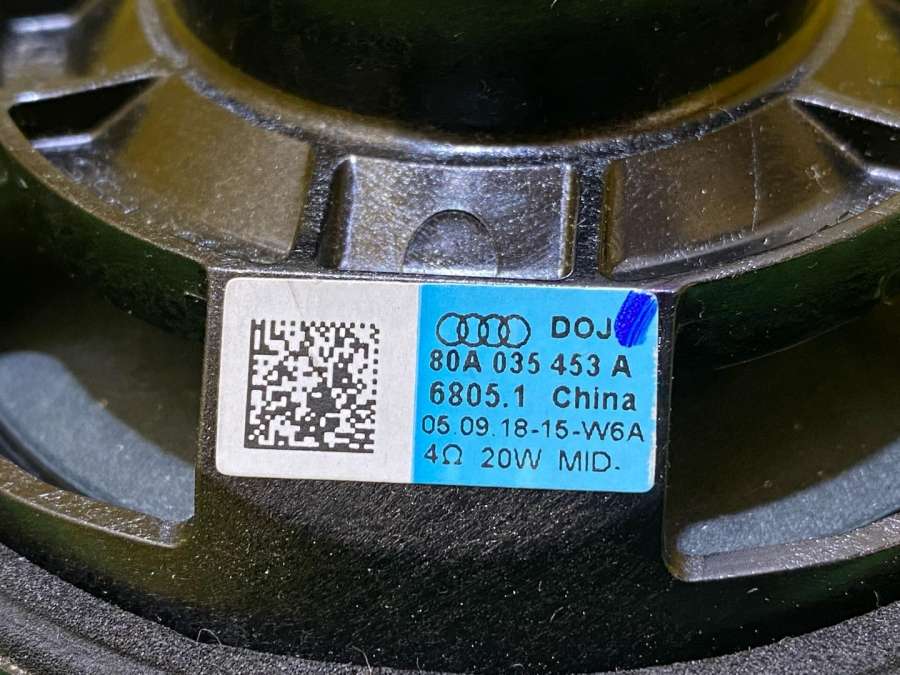 DOJ
80A 035 453 A
6805.1 China
05.09.18-15-W6A
4Ω 20W MID.